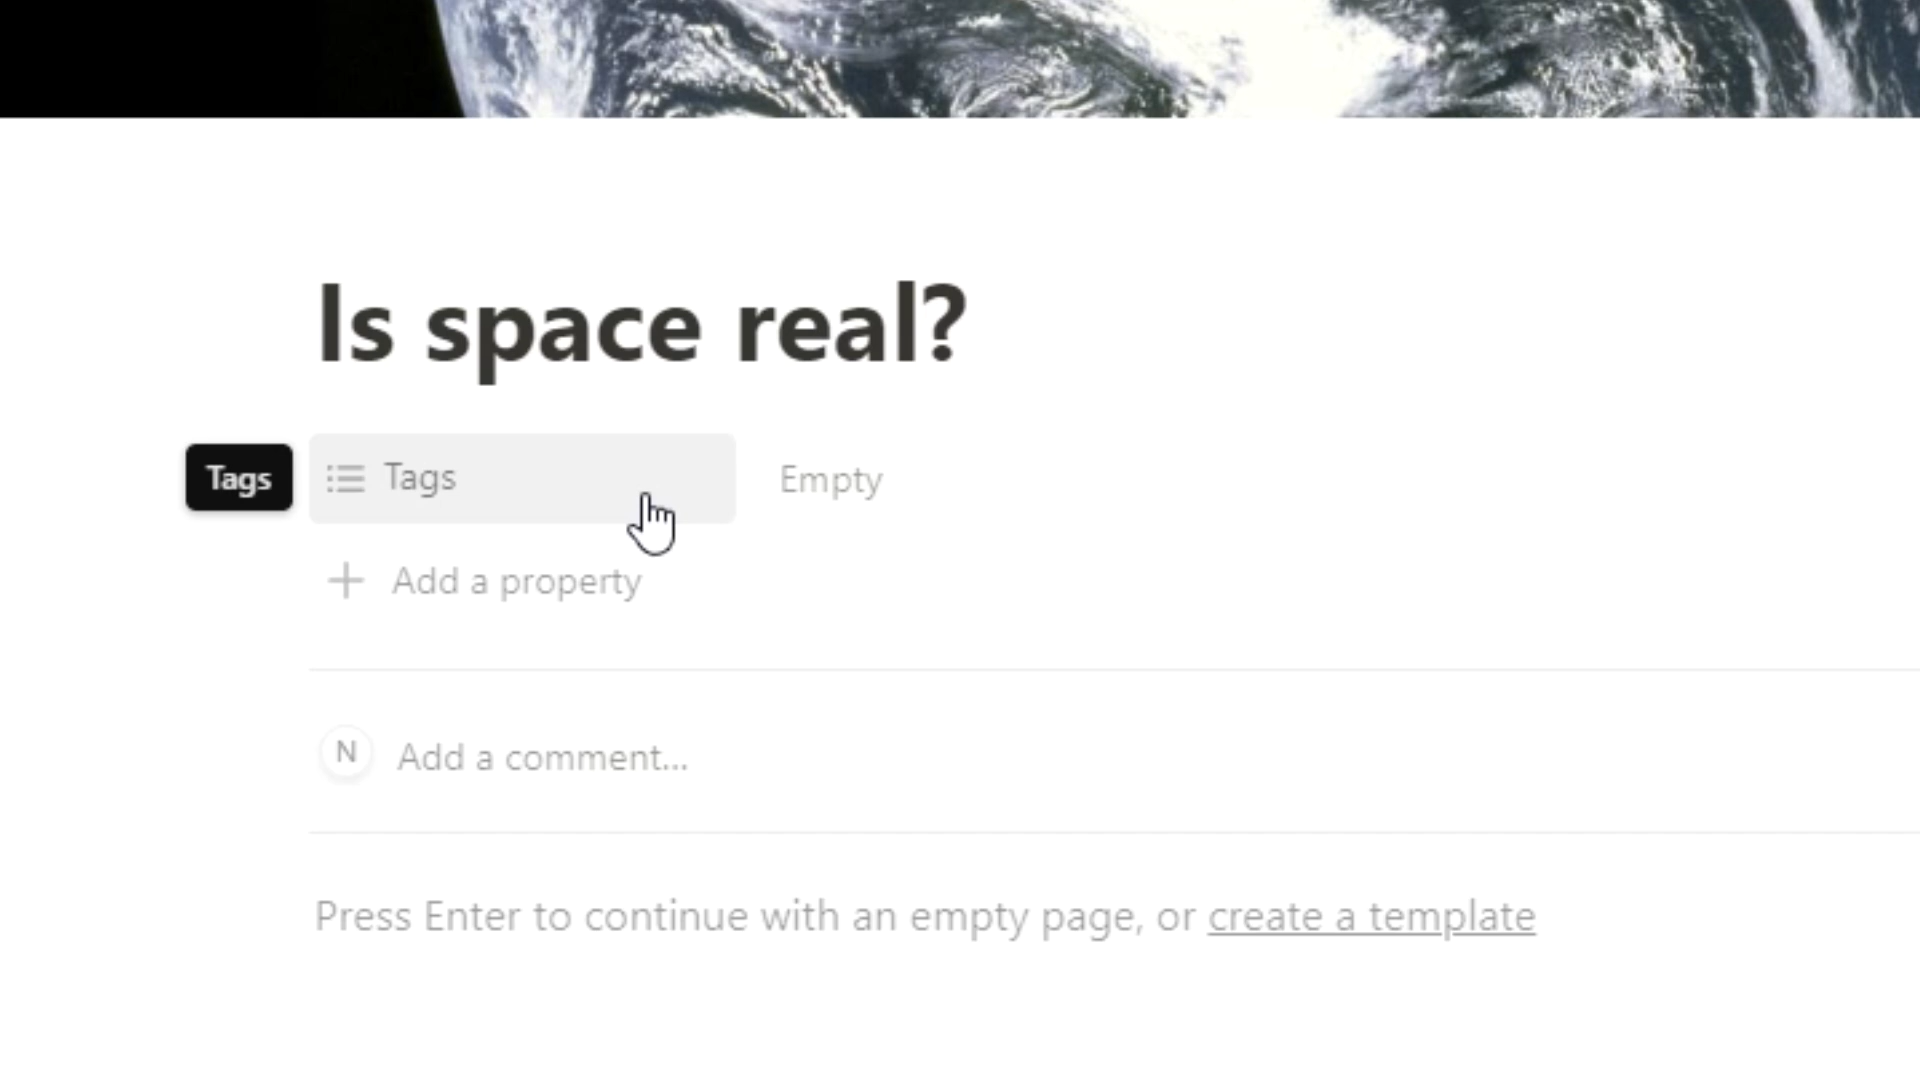 Is space real?
Tags Tags Empty
Add a property
N Add a comment...
Press Enter to continue with an empty page, or create a template